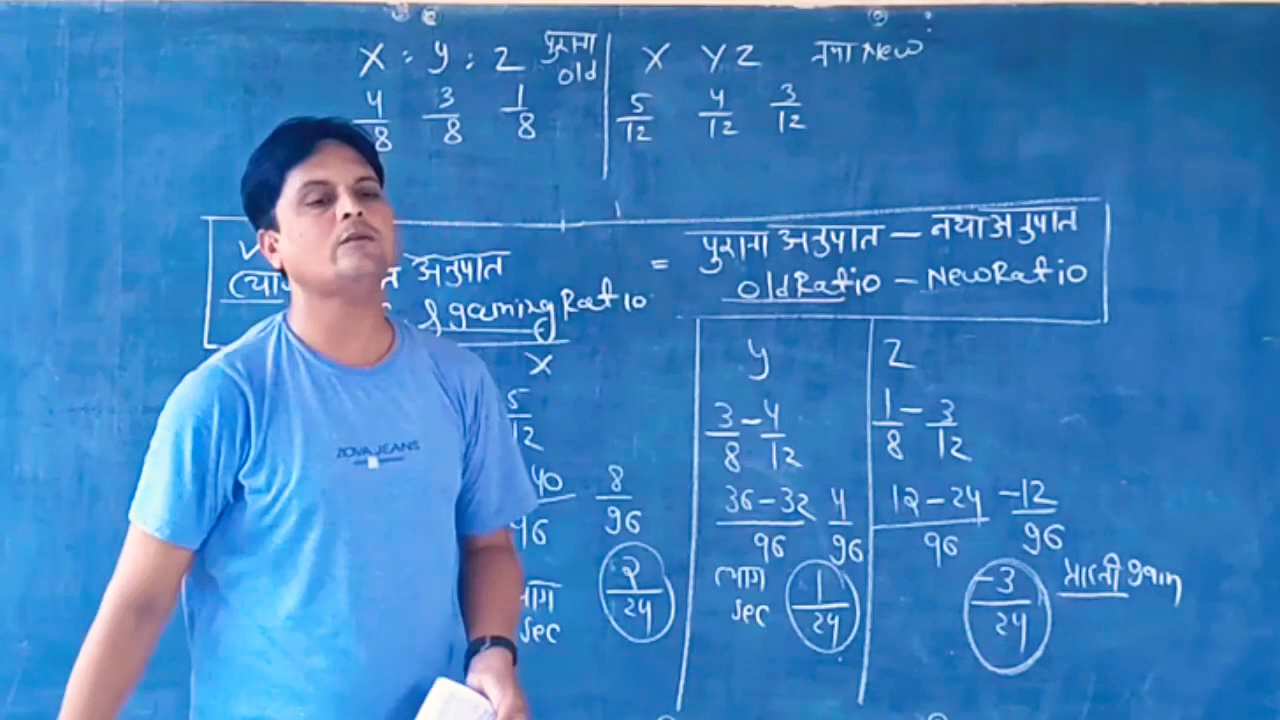 X : y : Z पुराना old
4/8 3/8 1/8
X Y Z नया New
5/12 4/12 3/12
अनुपात = पुराना अनुपात – नया अनुपात
& gaming Ratio old Ratio – New Ratio
X
5/12
40/96 8/96
भाग sec 2/24
y
3/8 – 4/12
36 – 32/96 4/96
त्याग sec 1/24
Z
1/8 – 3/12
12 – 24/96 –12/96
–3/24 प्राप्ती gain
ZOVA JEANS